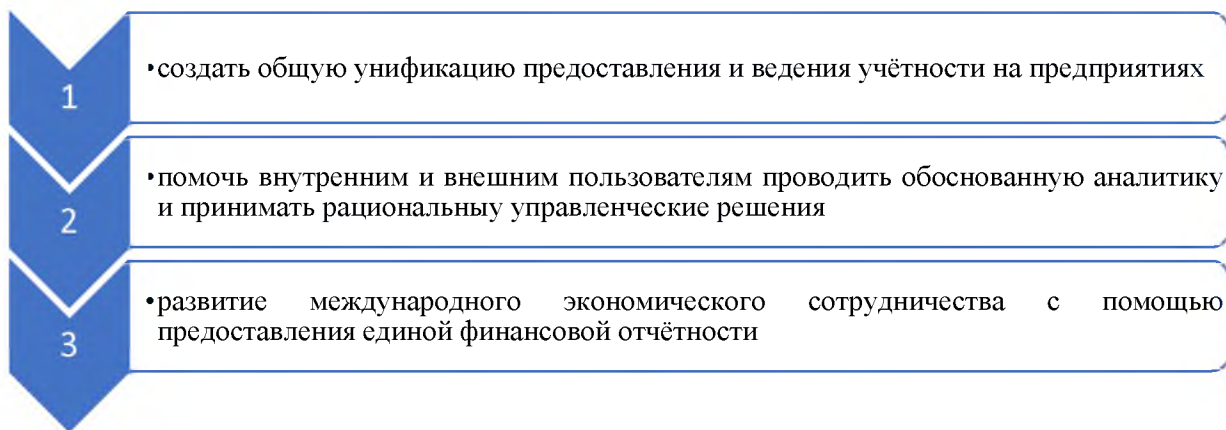 1
•создать общую унификацию предоставления и ведения учётности на предприятиях
2
•помочь внутренним и внешним пользователям проводить обоснованную аналитику
и принимать рациональныу управленческие решения
3
•развитие международного экономического сотрудничества с помощью
предоставления единой финансовой отчётности